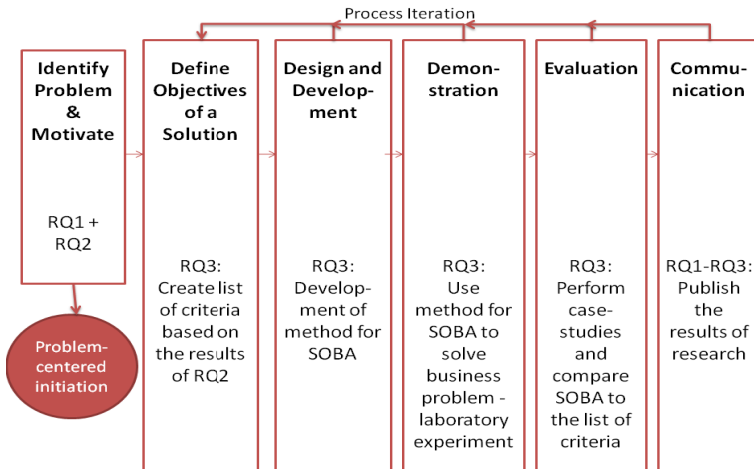 Process Iteration
Identify
Problem
&
Motivate
RQ1 +
RQ2
Problem-
centered
initiation
Define
Objectives
of a
Solution
RQ3:
Create list
of criteria
based on
the results
of RQ2
Design and
Develop-
ment
RQ3:
Develop-
ment of
method for
SOBA
Demon-
stration
RQ3:
Use
method for
SOBA to
solve
business
problem -
laboratory
experiment
Evaluation
RQ3:
Perform
case-
studies
and
compare
SOBA to
the list of
criteria
Commu-
nication
RQ1-RQ3:
Publish
the
results of
research